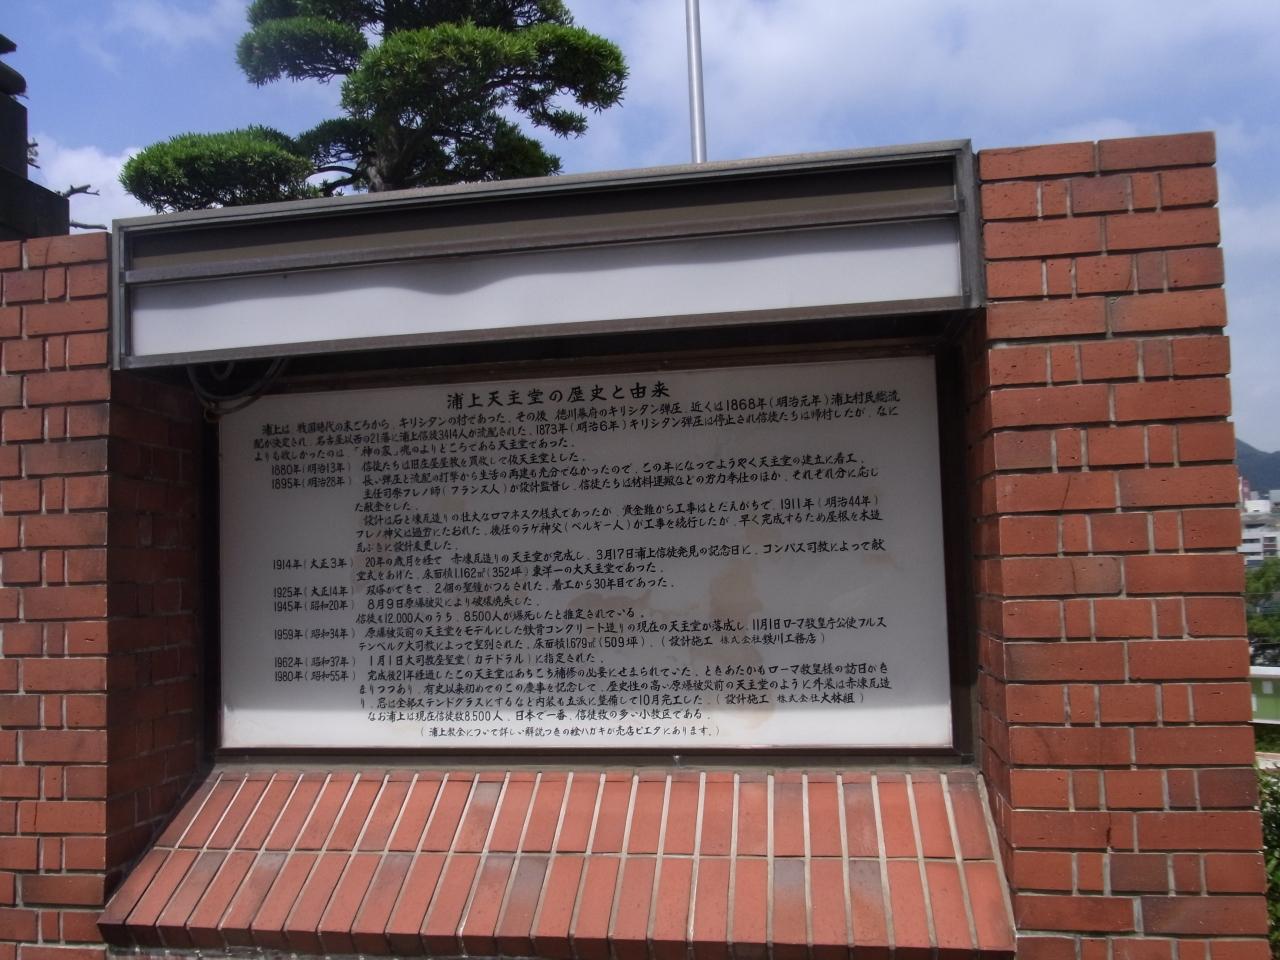 浦上天主堂の歴史と由来
浦上は、戦国時代の末ごろから、キリシタンの村であった。その後、徳川幕府のキリシタン弾圧、近くは1868年(明治元年)浦上村民総流
配が決定され、名古屋以西の21藩に浦上信徒3414人が流配された。1873年(明治6年)キリシタン弾圧は停止され信徒たちは帰村したが、なに
よりも欲しかったのは、「神の家」、魂のよりどころである天主堂であった。
1880年(明治13年) 信徒たちは旧庄屋屋敷を買収して仮天主堂とした。
1895年(明治28年) 長い弾圧と流配の打撃から生活の再建も充分でなかったので、この年になってようやく天主堂の建立に着工、
主任司祭フレノ師(フランス人)が設計監督し、信徒たちは材料運搬などの労力奉仕のほか、それぞれ分に応じ
た献金をした。
設計は石と煉瓦造りの壮大なロマネスク様式であったが、資金難から工事はとだえがちで、1911年(明治44年)
フレノ神父は過労にたおれた。後任のラゲ神父(ベルギー人)が工事を続行したが、早く完成するため屋根を木造
瓦ぶきに設計変更した。
1914年(大正3年) 20年の歳月を経て、赤煉瓦造りの天主堂が完成し、3月17日浦上信徒発見の記念日に、コンバス司教によって献
堂式をあげた。床面積1,162㎡(352坪)東洋一の大天主堂であった。
1925年(大正14年) 双塔ができて、2個の聖鐘がつるされた。着工から30年目であった。
1945年(昭和20年) 8月9日原爆被災により破壊焼失した。
信徒12,000人のうち、8,500人が爆死したと推定されている。
1959年(昭和34年) 原爆被災前の天主堂をモデルにした鉄骨コンクリート造りの現在の天主堂が落成し、11月1日ローマ教皇庁公使フルス
テンベルク大司教によって聖別された。床面積1,679㎡(509坪)。(設計施工 株式会社鉄川工務店)
1962年(昭和37年) 1月1日大司教座聖堂(カテドラル)に指定された。
1980年(昭和55年) 完成後21年経過したこの天主堂はあちこち補修の必要にせまられていた、ときあたかもローマ教皇様の訪日がき
まりつつあり、有史以来初めてのこの慶事を記念して、歴史性の高い原爆被災前の天主堂のように外装は赤煉瓦造
り、窓は全部ステンドグラスにするなど内装も立派に整備して10月完工した。(設計施工 株式会社大林組)
なお浦上は現在信徒数8,500人、日本で一番、信徒数の多い小教区である。
(浦上教会について詳しい解説つきの絵ハガキが売店ピエタにあります。)